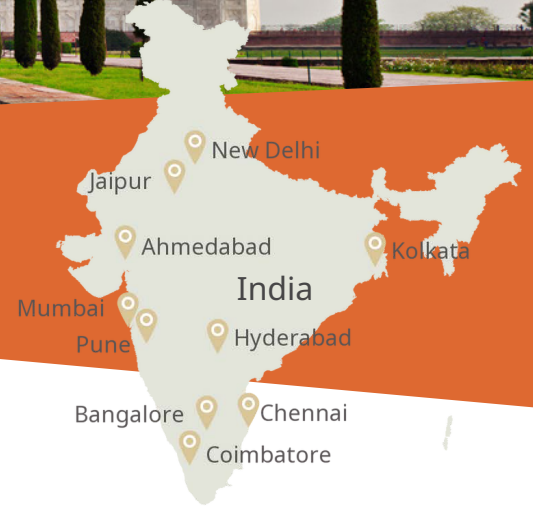 New Delhi
Jaipur
Ahmedabad
Kolkata
India
Mumbai
Hyderabad
Pune
Bangalore
Chennai
Coimbatore